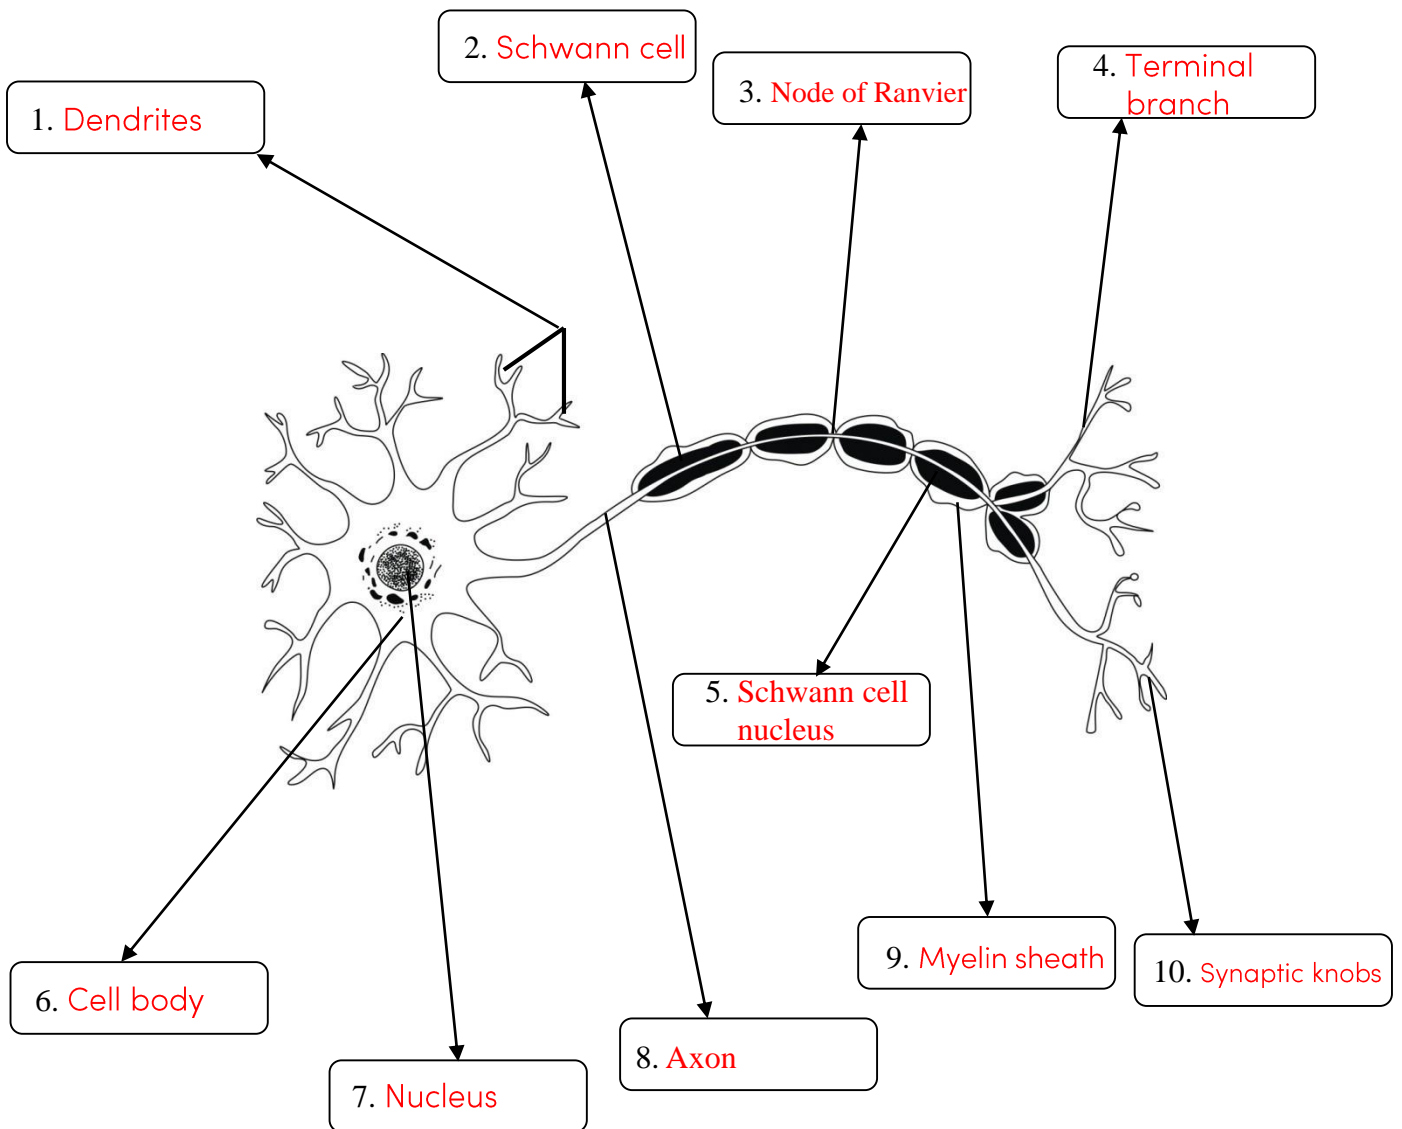 1. Dendrites
2. Schwann cell
3. Node of Ranvier
4. Terminal
branch
5. Schwann cell
nucleus
6. Cell body
7. Nucleus
8. Axon
9. Myelin sheath
10. Synaptic knobs